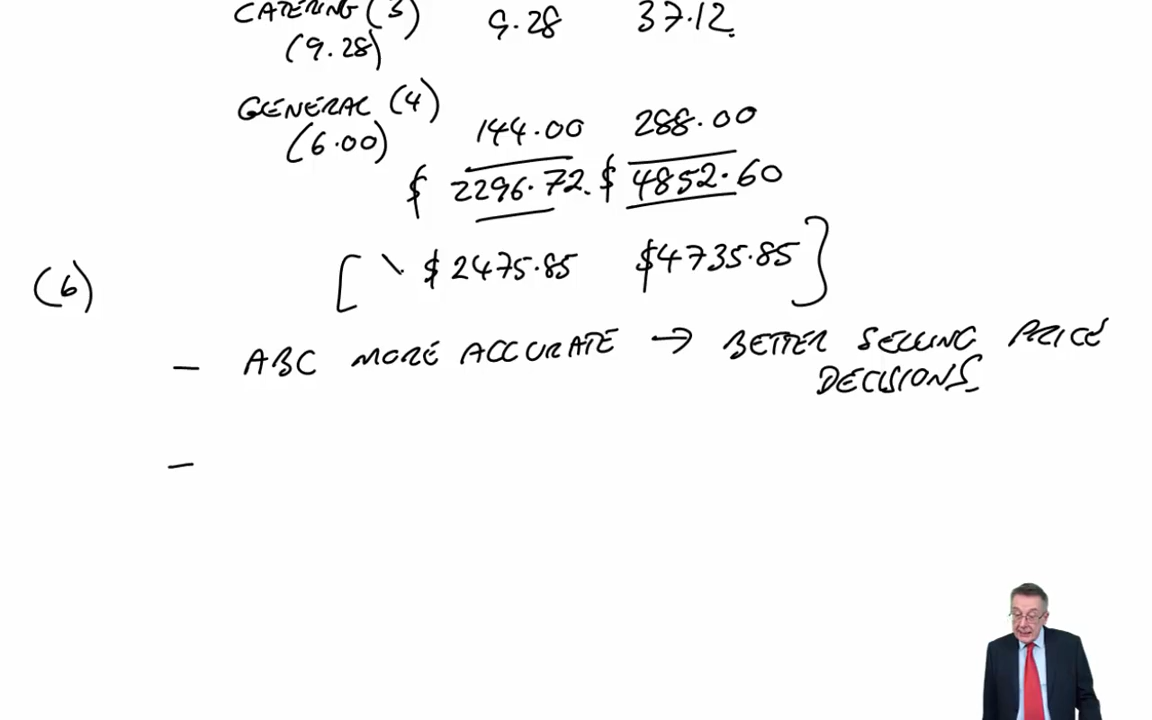 CATERING (3) 9.28 37.12
(9.28)
GENERAL (4) 144.00 288.00
(6.00)
$ 2296.72 $ 4852.60
(6) [ $ 2475.85 $4735.85 ]
- ABC MORE ACCURATE → BETTER SELLING PRICE
DECISIONS
-